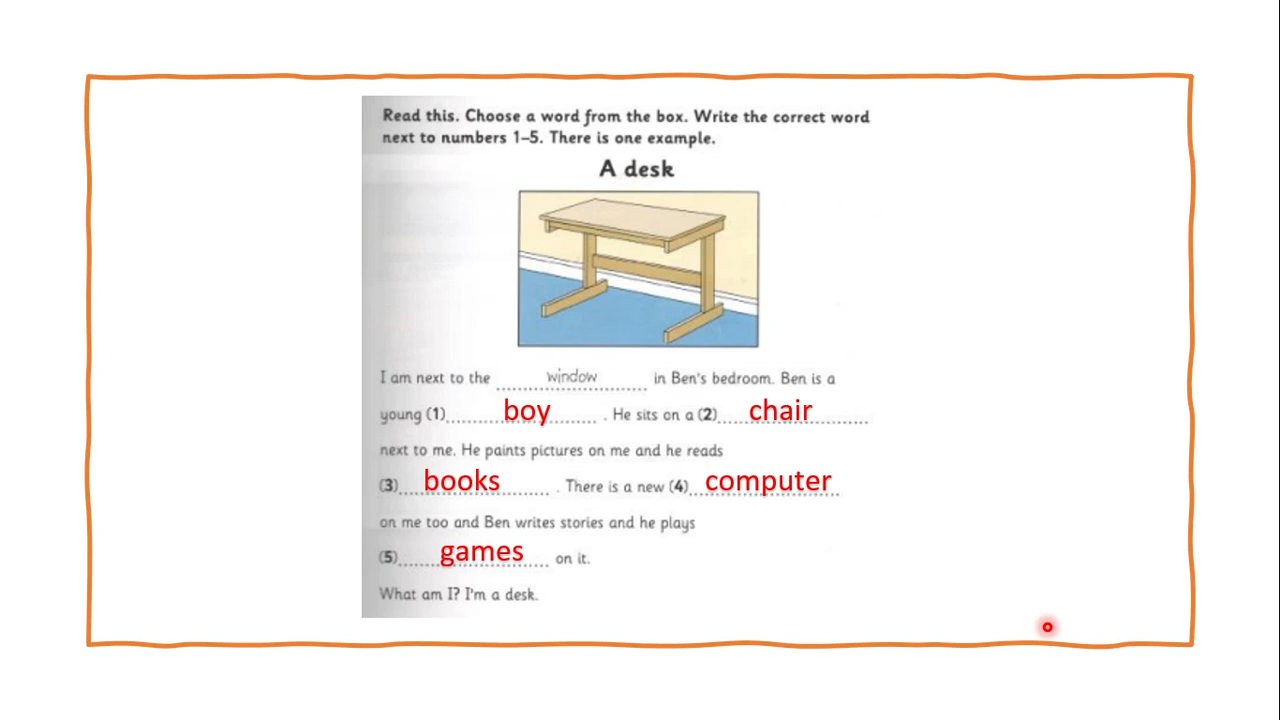 Read this. Choose a word from the box. Write the correct word
next to numbers 1–5. There is one example.
A desk
I am next to the window in Ben's bedroom. Ben is a
young (1) boy . He sits on a (2) chair
next to me. He paints pictures on me and he reads
(3) books . There is a new (4) computer
on me too and Ben writes stories and he plays
(5) games on it.
What am I? I'm a desk.